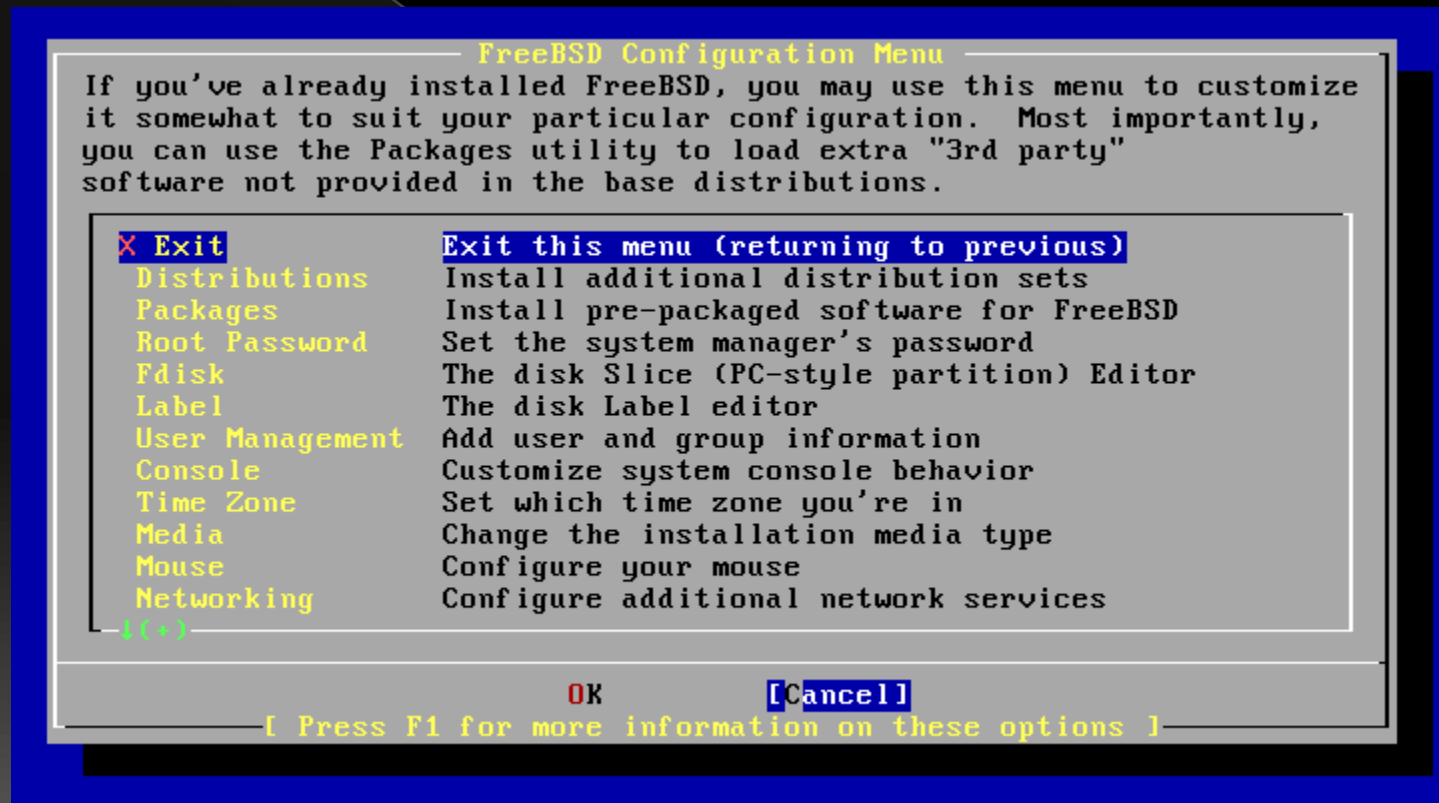 FreeBSD Configuration Menu
If you've already installed FreeBSD, you may use this menu to customize
it somewhat to suit your particular configuration.  Most importantly,
you can use the Packages utility to load extra "3rd party"
software not provided in the base distributions.
X Exit Exit this menu (returning to previous)
Distributions Install additional distribution sets
Packages Install pre-packaged software for FreeBSD
Root Password Set the system manager's password
Fdisk The disk Slice (PC-style partition) Editor
Label The disk Label editor
User Management Add user and group information
Console Customize system console behavior
Time Zone Set which time zone you're in
Media Change the installation media type
Mouse Configure your mouse
Networking Configure additional network services
↓(+)
OK [Cancel]
[ Press F1 for more information on these options ]